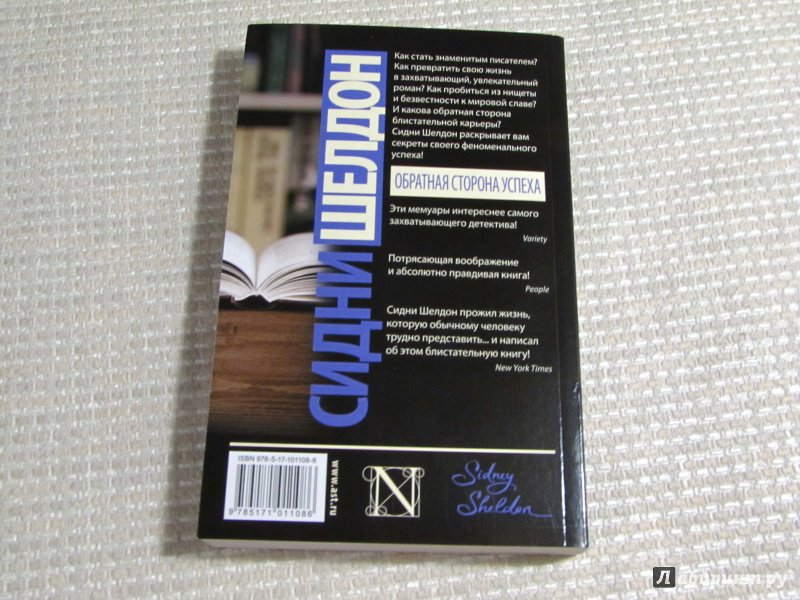 СИДНИ ШЕЛДОН
Как стать знаменитым писателем?
Как превратить свою жизнь
в захватывающий, увлекательный
роман? Как пробиться из нищеты
и безвестности к мировой славе?
И какова обратная сторона
блистательной карьеры?
Сидни Шелдон раскрывает вам
секреты своего феноменального
успеха!
ОБРАТНАЯ СТОРОНА УСПЕХА
Эти мемуары интереснее самого
захватывающего детектива!
Variety
Потрясающая воображение
и абсолютно правдивая книга!
People
Сидни Шелдон прожил жизнь,
которую обычному человеку
трудно представить... и написал
об этом блистательную книгу!
New York Times
ISBN 978-5-17-101108-6
9 785171 011086
www.ast.ru
N
Sidney
Sheldon
Лабиринт.ру